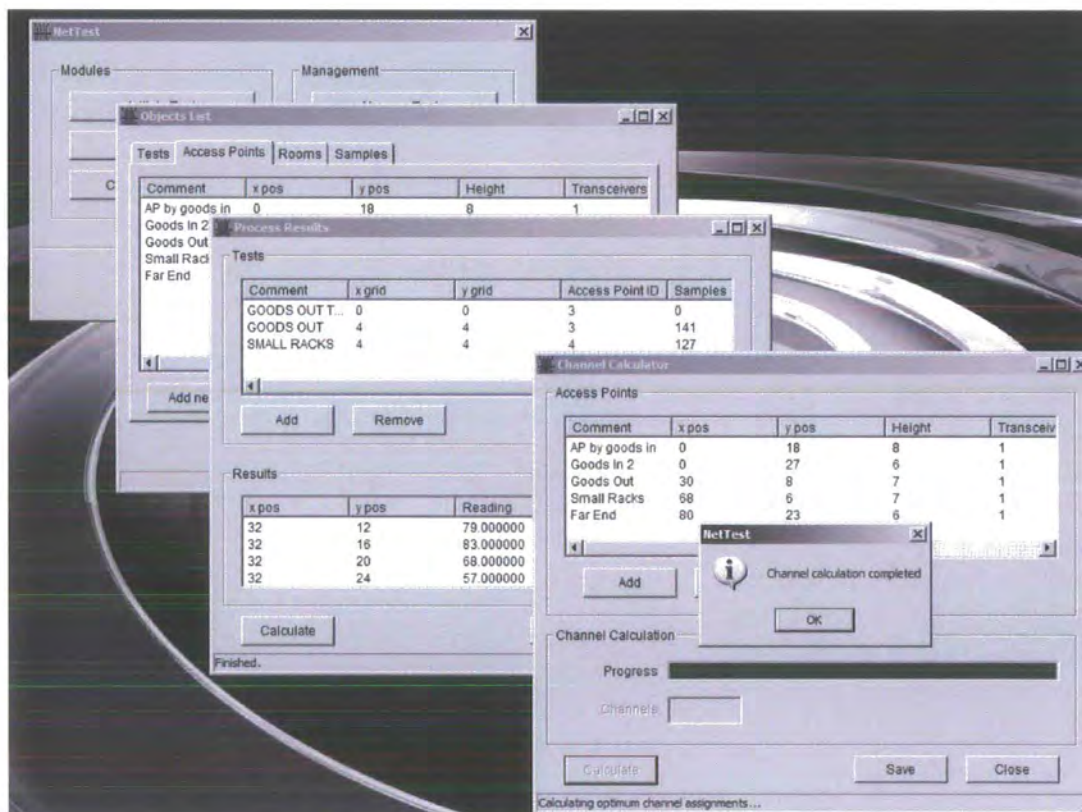 NetTest
Modules
Management
Objects List
Tests Access Points Rooms Samples
Comment x pos y pos Height Transceivers
AP by goods in 0 18 8 1
Goods In 2
Goods Out
Small Rack
Far End
Add ne
Process Results
Tests
Comment x grid y grid Access Point ID Samples
GOODS OUT T... 0 0 3 0
GOODS OUT 4 4 3 141
SMALL RACKS 4 4 4 127
Add Remove
Results
x pos y pos Reading
32 12 79.000000
32 16 83.000000
32 20 68.000000
32 24 57.000000
Calculate
Finished.
Channel Calculator
Access Points
Comment x pos y pos Height Transceiv
AP by goods in 0 18 8 1
Goods In 2 0 27 6 1
Goods Out 30 8 7 1
Small Racks 68 6 7 1
Far End 80 23 6 1
Add
NetTest
Channel calculation completed
OK
Channel Calculation
Progress
Channels
Calculate Save Close
Calculating optimum channel assignments...